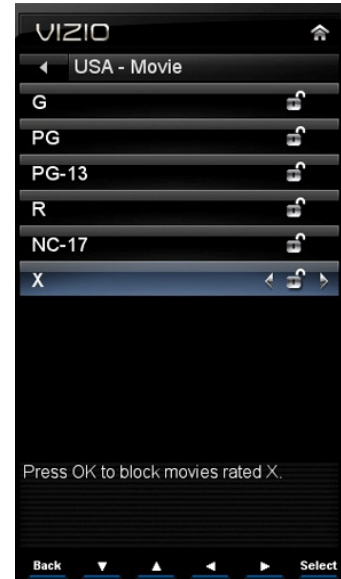 VIZIO
USA - Movie
G
PG
PG-13
R
NC-17
X
Press OK to block movies rated X.
Back Select